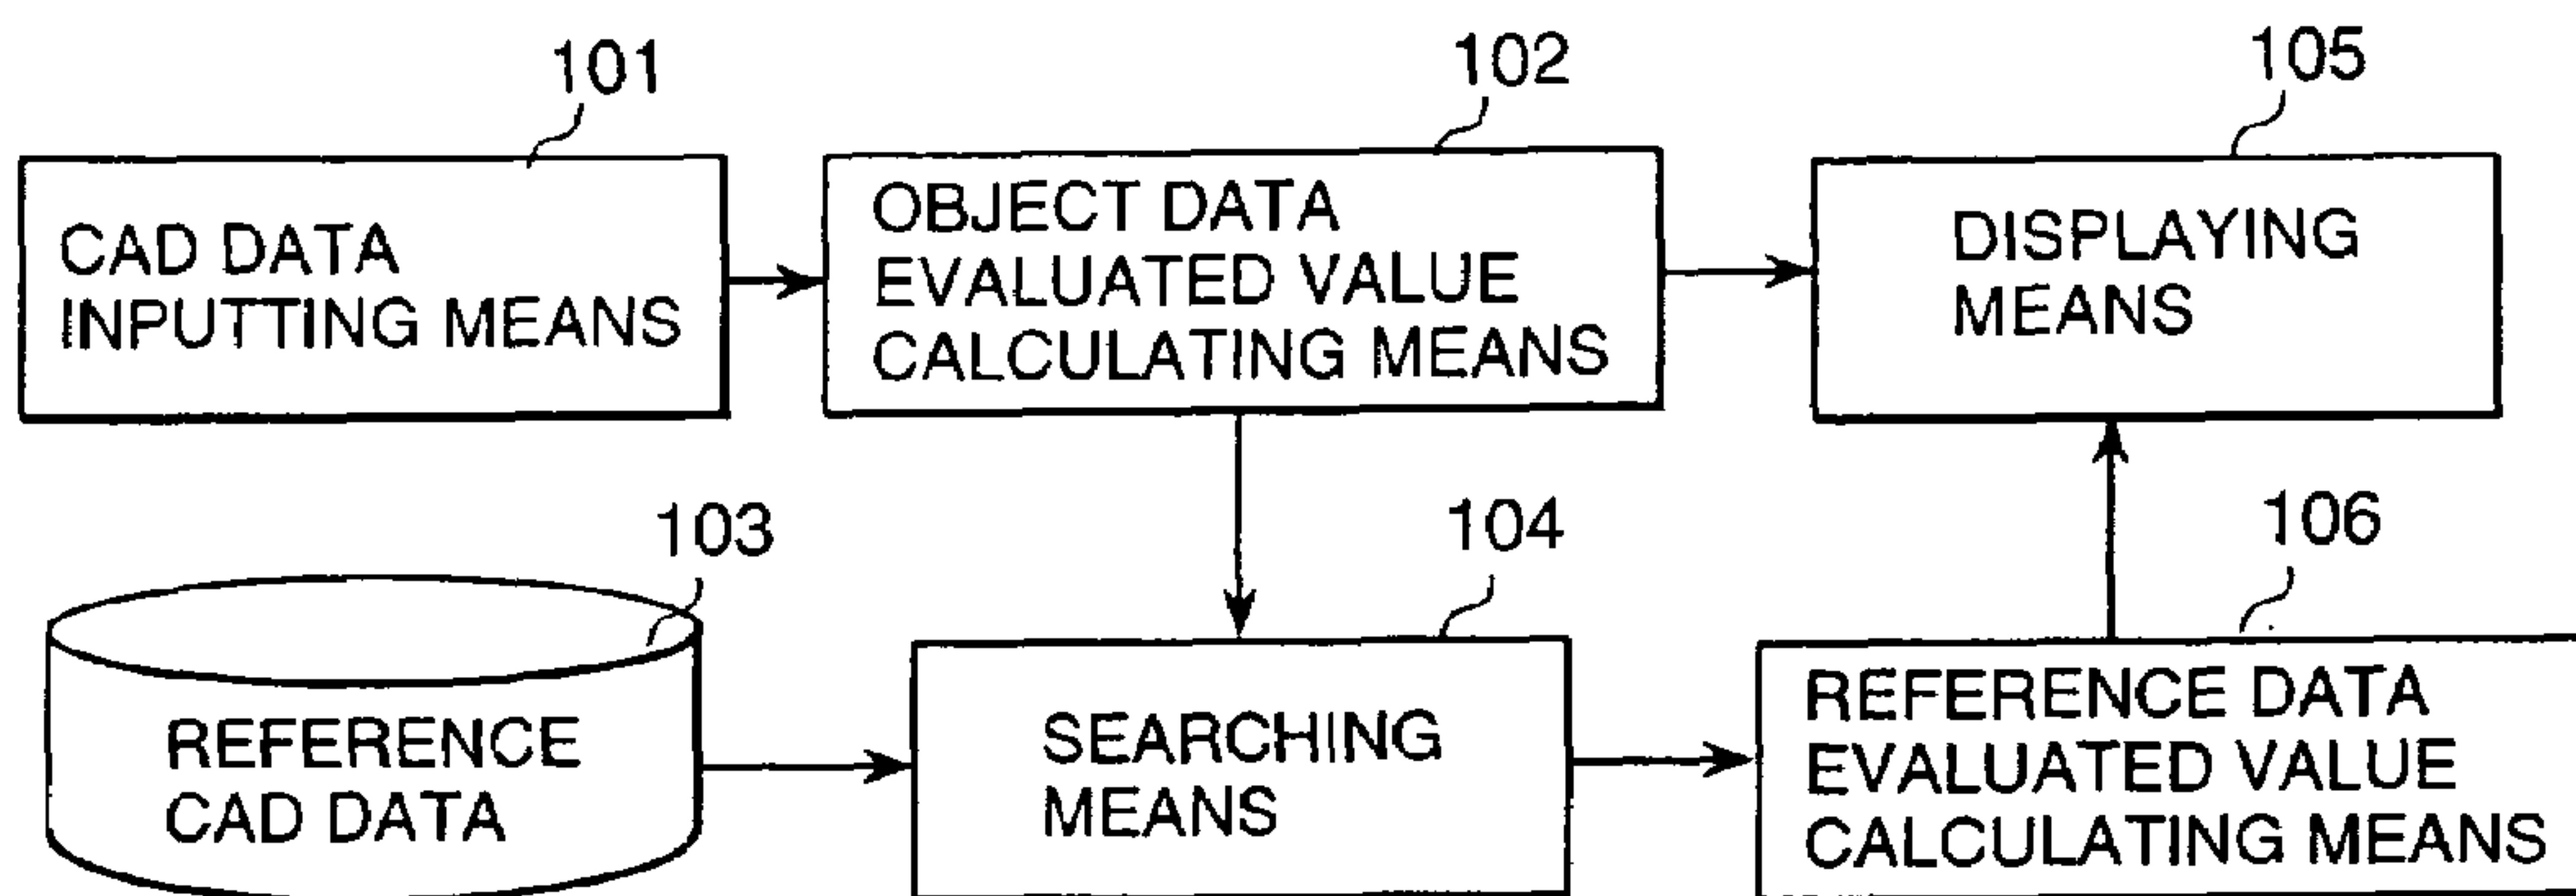 101
CAD DATA
INPUTTING MEANS
102
OBJECT DATA
EVALUATED VALUE
CALCULATING MEANS
105
DISPLAYING
MEANS
103
REFERENCE
CAD DATA
104
SEARCHING
MEANS
106
REFERENCE DATA
EVALUATED VALUE
CALCULATING MEANS